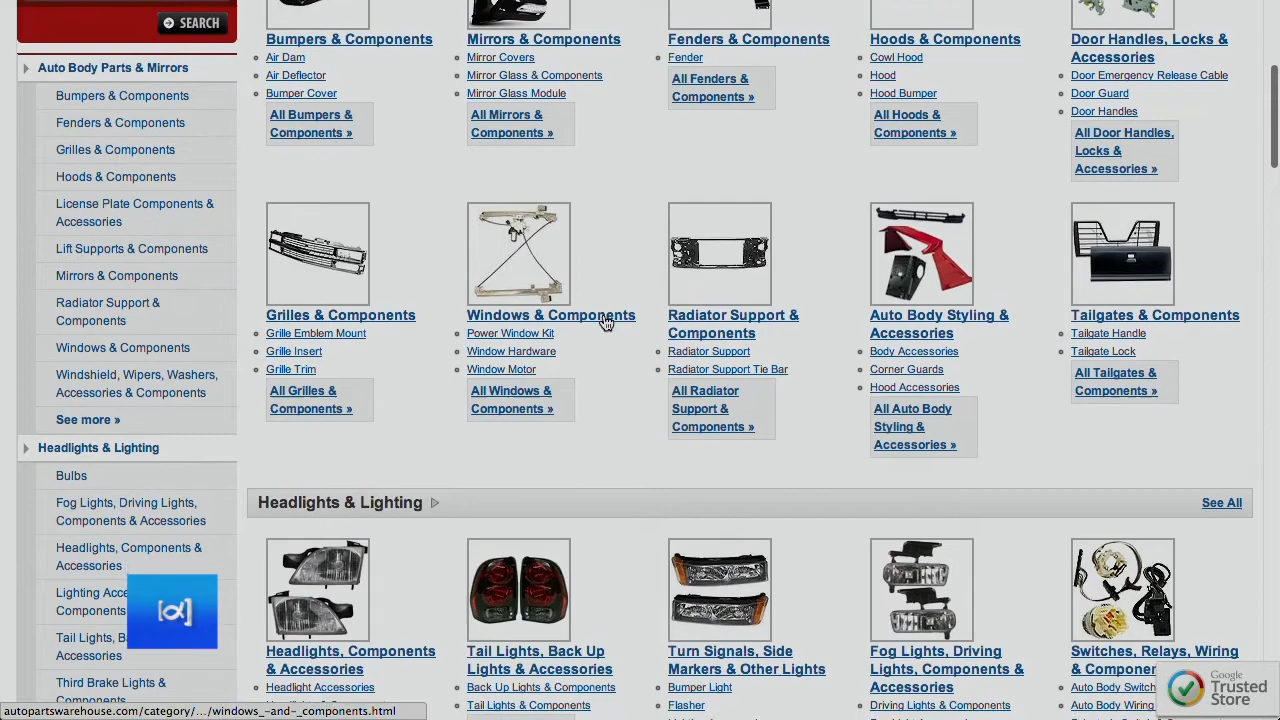 SEARCH
Auto Body Parts & Mirrors
Bumpers & Components
Fenders & Components
Grilles & Components
Hoods & Components
License Plate Components &
Accessories
Lift Supports & Components
Mirrors & Components
Radiator Support &
Components
Windows & Components
Windshield, Wipers, Washers,
Accessories & Components
See more »
Headlights & Lighting
Bulbs
Fog Lights, Driving Lights,
Components & Accessories
Headlights, Components &
Accessories
Lighting
Components
Tail Lights,
Accessories
Third Brake Lights &
Components
Bumpers & Components
Air Dam
Air Deflector
Bumper Cover
All Bumpers &
Components »
Mirrors & Components
Mirror Covers
Mirror Glass & Components
Mirror Glass Module
All Mirrors &
Components »
Fenders & Components
Fender
All Fenders &
Components »
Hoods & Components
Cowl Hood
Hood
Hood Bumper
All Hoods &
Components »
Door Handles, Locks &
Accessories
Door Emergency Release Cable
Door Guard
Door Handles
All Door Handles,
Locks &
Accessories »
Grilles & Components
Grille Emblem Mount
Grille Insert
Grille Trim
All Grilles &
Components »
Windows & Components
Power Window Kit
Window Hardware
Window Motor
All Windows &
Components »
Radiator Support &
Components
Radiator Support
Radiator Support Tie Bar
All Radiator
Support &
Components »
Auto Body Styling &
Accessories
Body Accessories
Corner Guards
Hood Accessories
All Auto Body
Styling &
Accessories »
Tailgates & Components
Tailgate Handle
Tailgate Lock
All Tailgates &
Components »
Headlights & Lighting
See All
Headlights, Components
& Accessories
Headlight Accessories
Tail Lights, Back Up
Lights & Accessories
Back Up Lights & Components
Tail Lights & Components
Turn Signals, Side
Markers & Other Lights
Bumper Light
Flasher
Fog Lights, Driving
Lights, Components &
Accessories
Driving Lights & Components
Switches, Relays, Wiring
Auto Body
Auto Body
Google
Trusted
Store
autopartswarehouse.com/category/.../windows_-and-_components.html